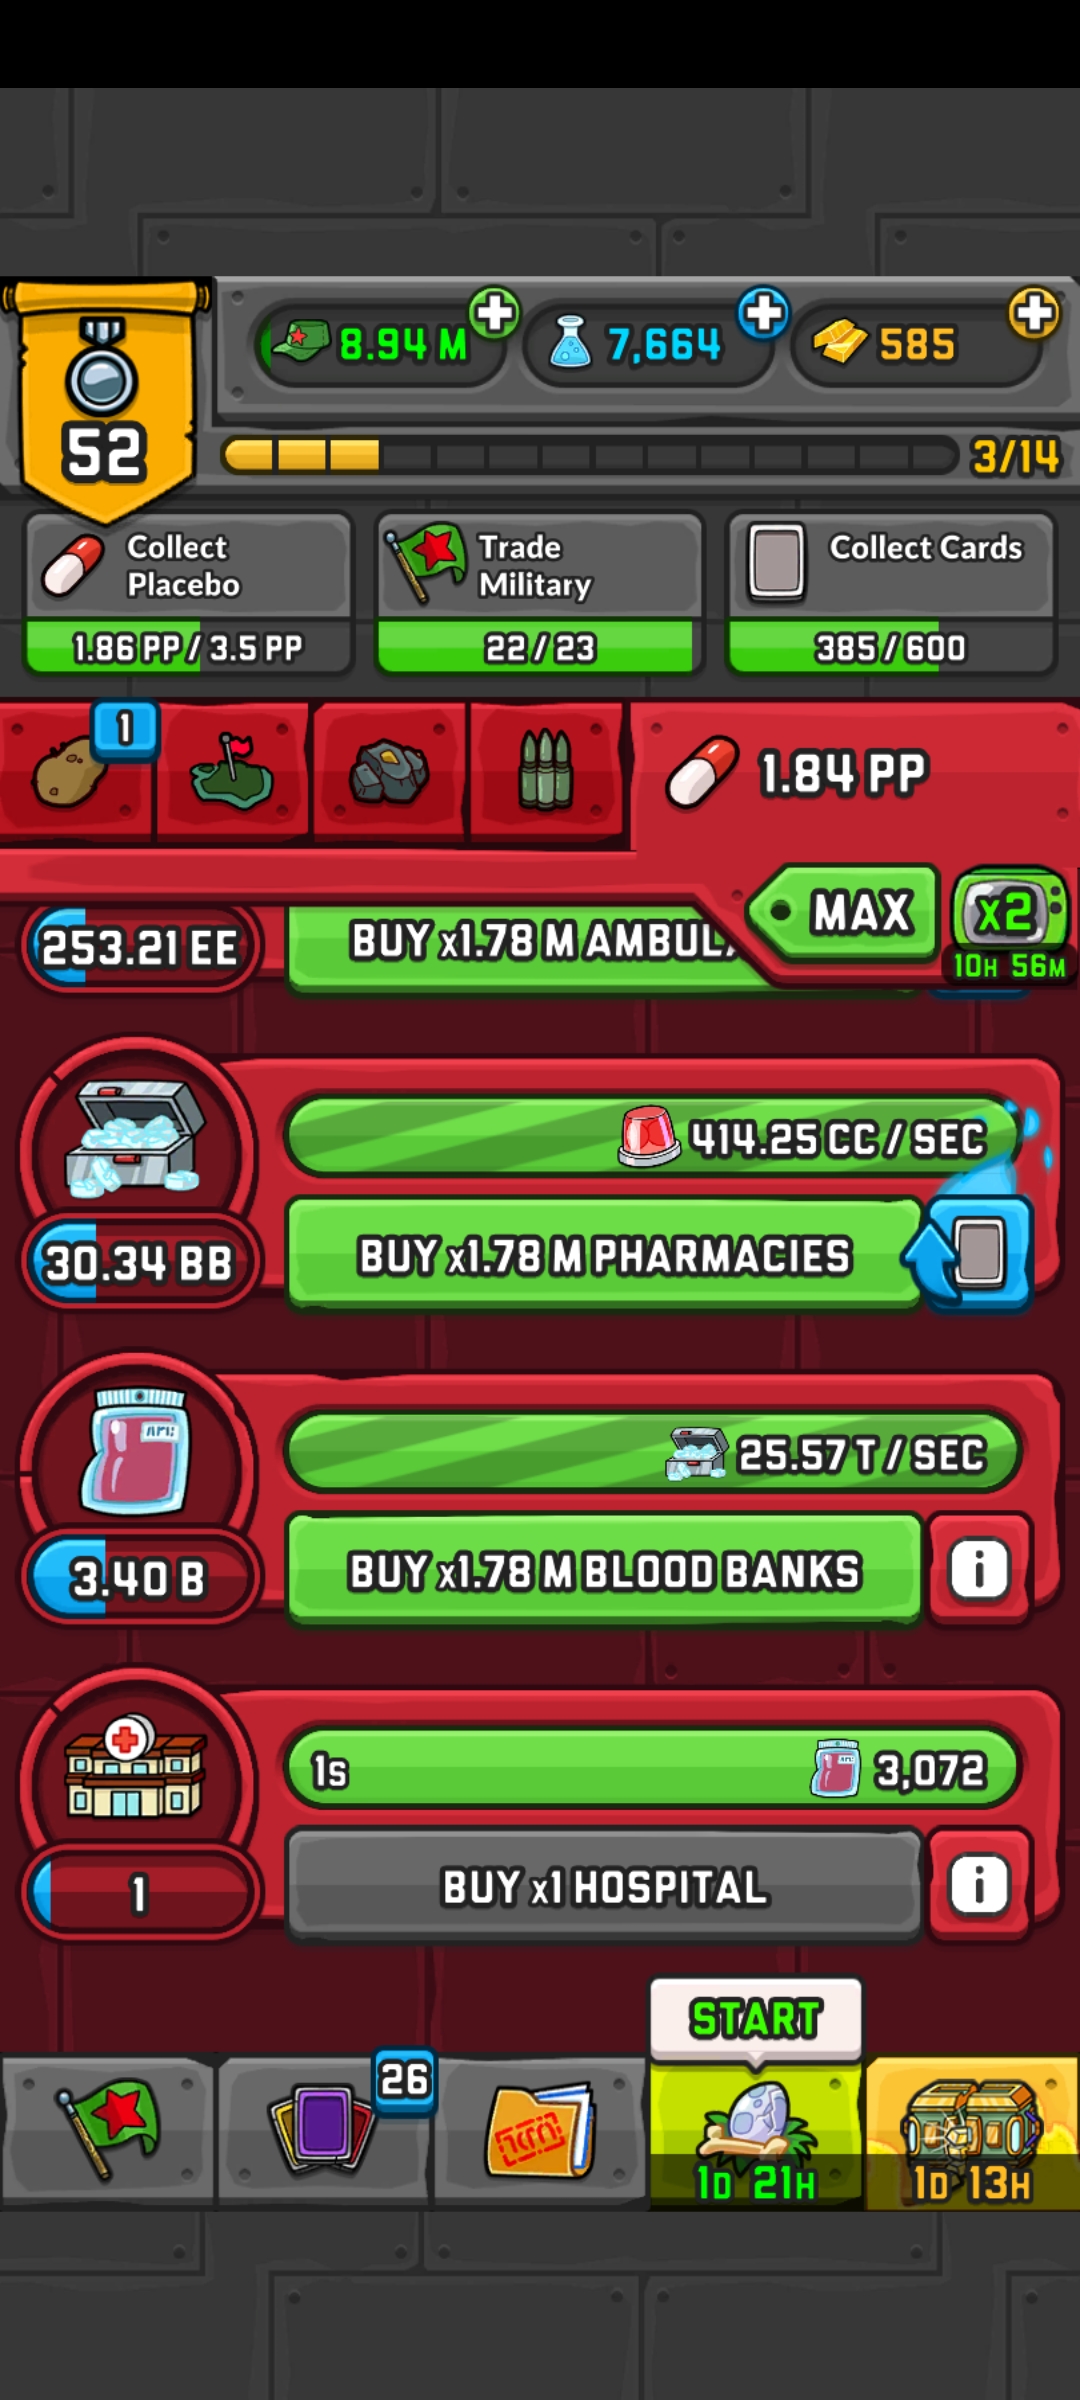 8.94 M
7,664
585
52
3/14
Collect
Placebo
1.86 PP / 3.5 PP
Trade
Military
22 / 23
Collect Cards
385 / 600
1
1.84 PP
MAX
x2
10H 56M
253.21 EE
BUY x1.78 M
414.25 CC / SEC
30.34 BB
BUY x1.78 M PHARMACIES
25.57 T / SEC
3.40 B
BUY x1.78 M BLOOD BANKS
i
1s
3,072
1
BUY x1 HOSPITAL
i
START
26
1D 21H
1D 13H